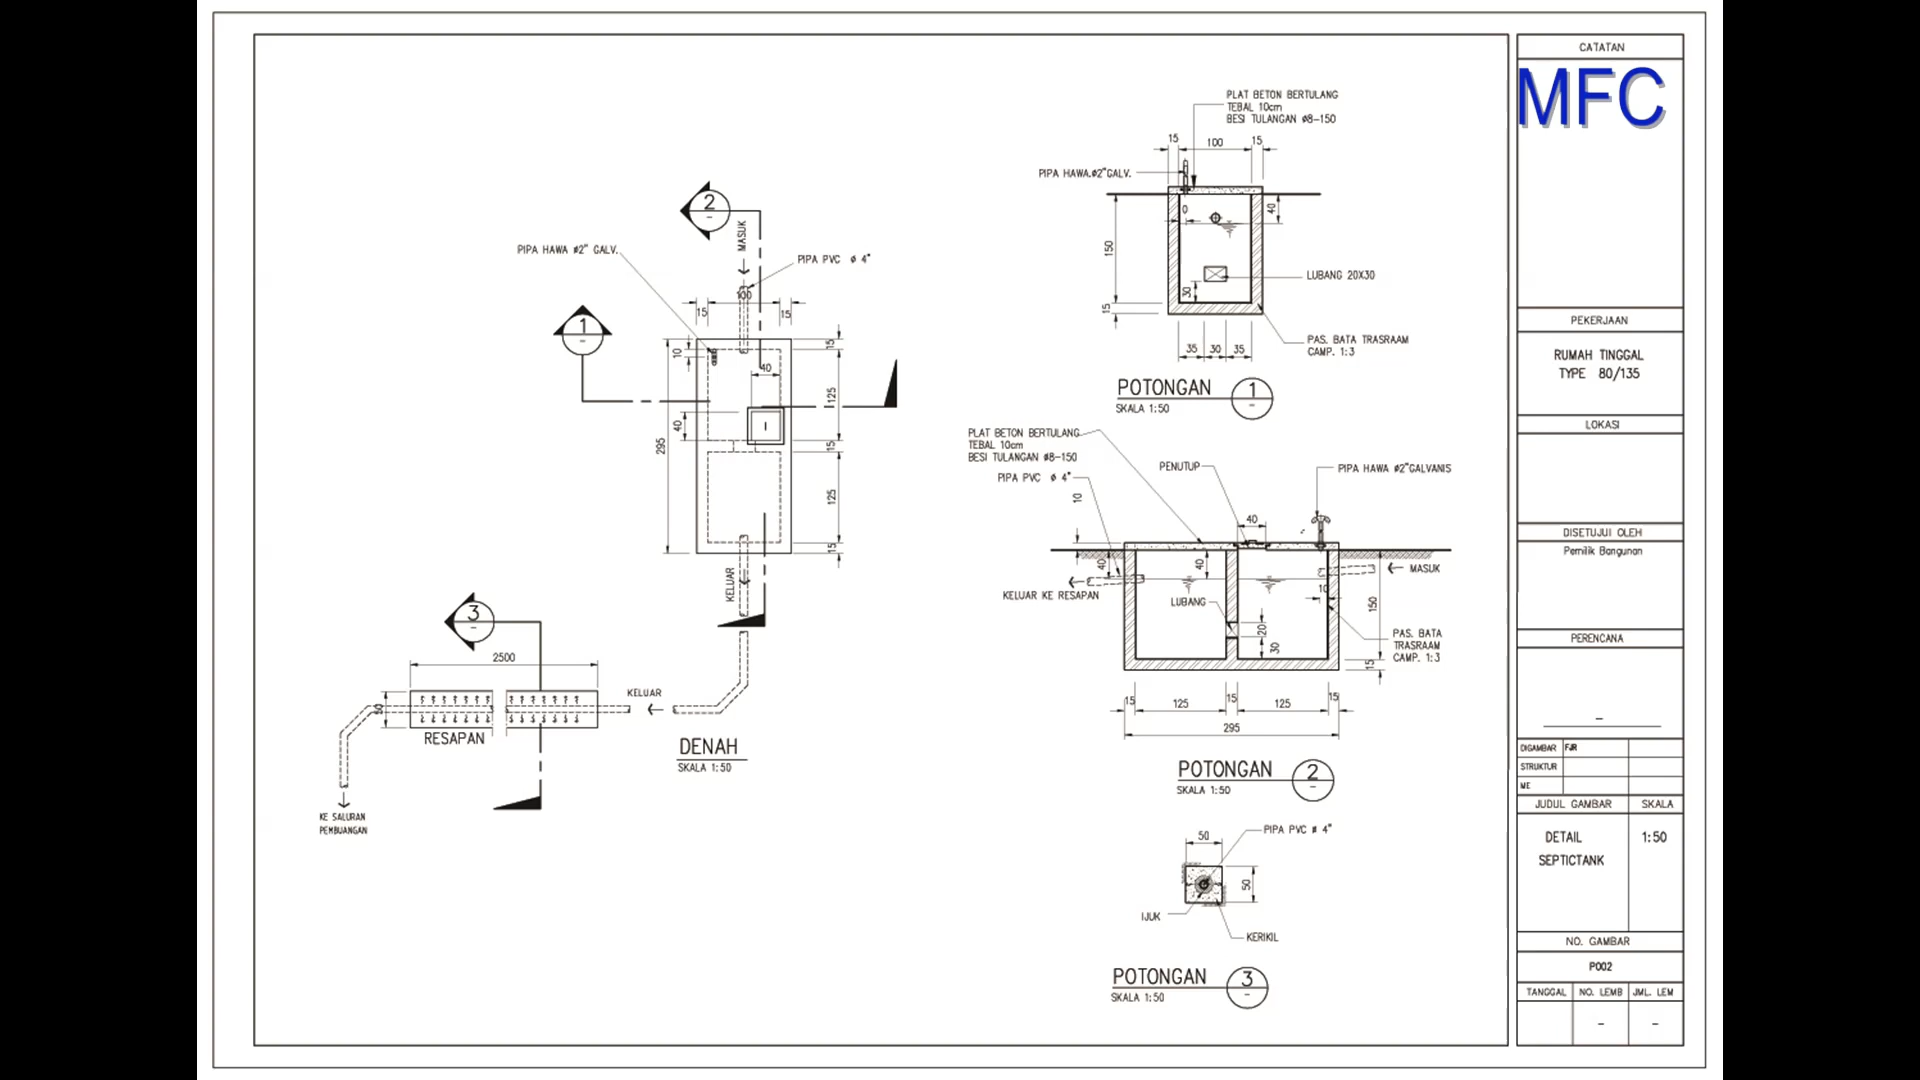 2
-
MASUK
PIPA HAWA ø2" GALV.
PIPA PVC ø 4"
100
15
15
1
-
15
10
40
125
40
295
15
125
15
KELUAR
3
-
2500
KELUAR
50
RESAPAN
DENAH
SKALA 1:50
KE SALURAN
PEMBUANGAN
PLAT BETON BERTULANG
TEBAL 10cm
BESI TULANGAN ø8-150
15
100
15
PIPA HAWA.ø2"GALV.
0
40
150
LUBANG 20X30
30
15
35
30
35
PAS. BATA TRASRAAM
CAMP. 1:3
POTONGAN
1
-
SKALA 1:50
PLAT BETON BERTULANG
TEBAL 10cm
BESI TULANGAN ø8-150
PENUTUP
PIPA HAWA ø2"GALVANIS
PIPA PVC ø 4"
10
40
40
40
MASUK
10
KELUAR KE RESAPAN
LUBANG
150
20
30
PAS. BATA
TRASRAAM
CAMP. 1:3
15
15
125
15
125
15
295
POTONGAN
2
-
SKALA 1:50
50
PIPA PVC ø 4"
50
IJUK
KERIKIL
POTONGAN
3
-
SKALA 1:50
CATATAN
MFC
PEKERJAAN
RUMAH TINGGAL
TYPE 80/135
LOKASI
DISETUJUI OLEH
Pemilik Bangunan
PERENCANA
-
DIGAMBAR FJR
STRUKTUR
ME
JUDUL GAMBAR SKALA
DETAIL 1:50
SEPTICTANK
NO. GAMBAR
P002
TANGGAL NO. LEMB JML. LEM
- -